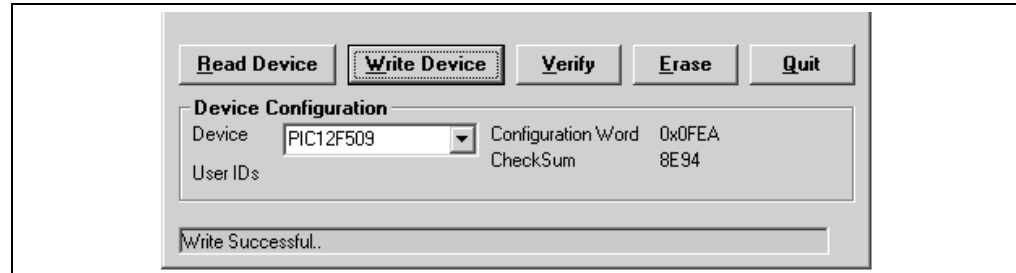 Read Device Write Device Verify Erase Quit
Device Configuration
Device PIC12F509 Configuration Word 0x0FEA
CheckSum 8E94
User IDs
Write Successful..